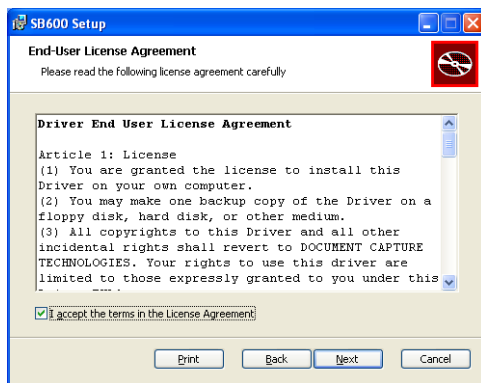 SB600 Setup
End-User License Agreement
Please read the following license agreement carefully
Driver End User License Agreement
Article 1: License
(1) You are granted the license to install this
Driver on your own computer.
(2) You may make one backup copy of the Driver on a
floppy disk, hard disk, or other medium.
(3) All copyrights to this Driver and all other
incidental rights shall revert to DOCUMENT CAPTURE
TECHNOLOGIES. Your rights to use this driver are
limited to those expressly granted to you under this
I accept the terms in the License Agreement
Print Back Next Cancel